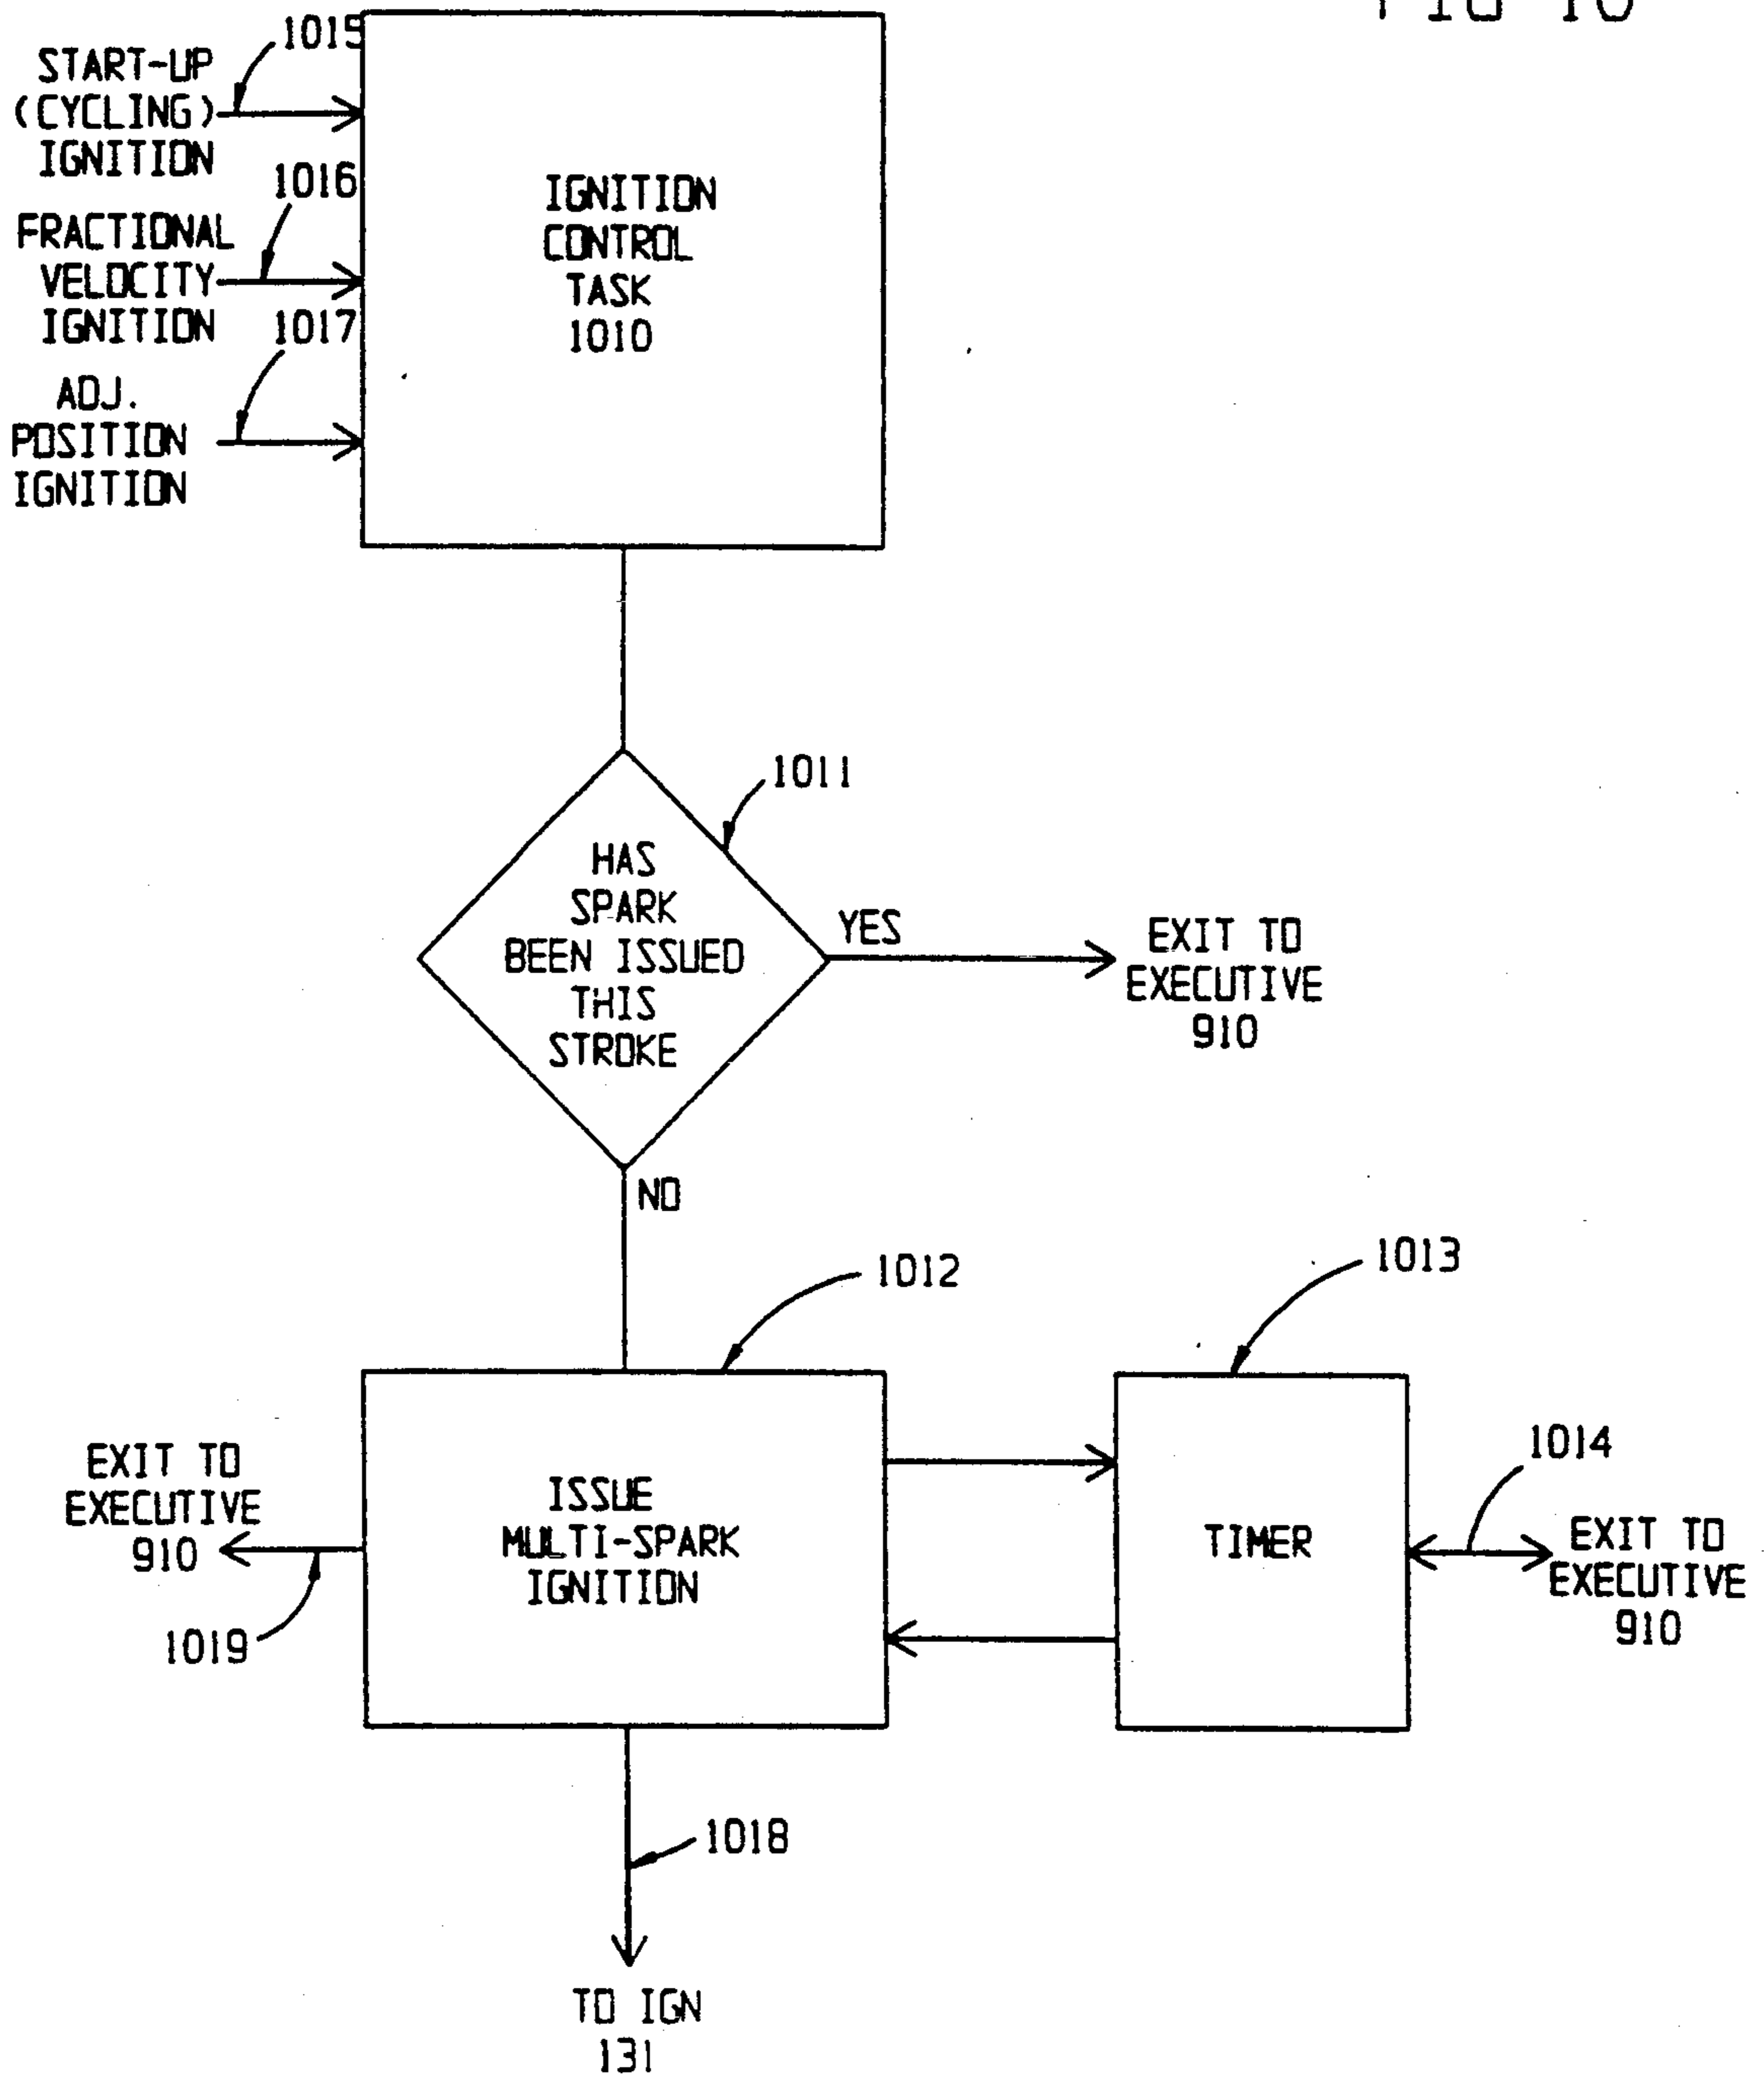 FIG 10
1015
START-UP
(CYCLING)
IGNITION
1016
FRACTIONAL
VELOCITY
IGNITION
1017
ADJ.
POSITION
IGNITION
IGNITION
CONTROL
TASK
1010
1011
HAS
SPARK
BEEN ISSUED
THIS
STROKE
YES
EXIT TO
EXECUTIVE
910
NO
1012
1013
EXIT TO
EXECUTIVE
910
1019
ISSUE
MULTI-SPARK
IGNITION
TIMER
1014
EXIT TO
EXECUTIVE
910
1018
TO IGN
131